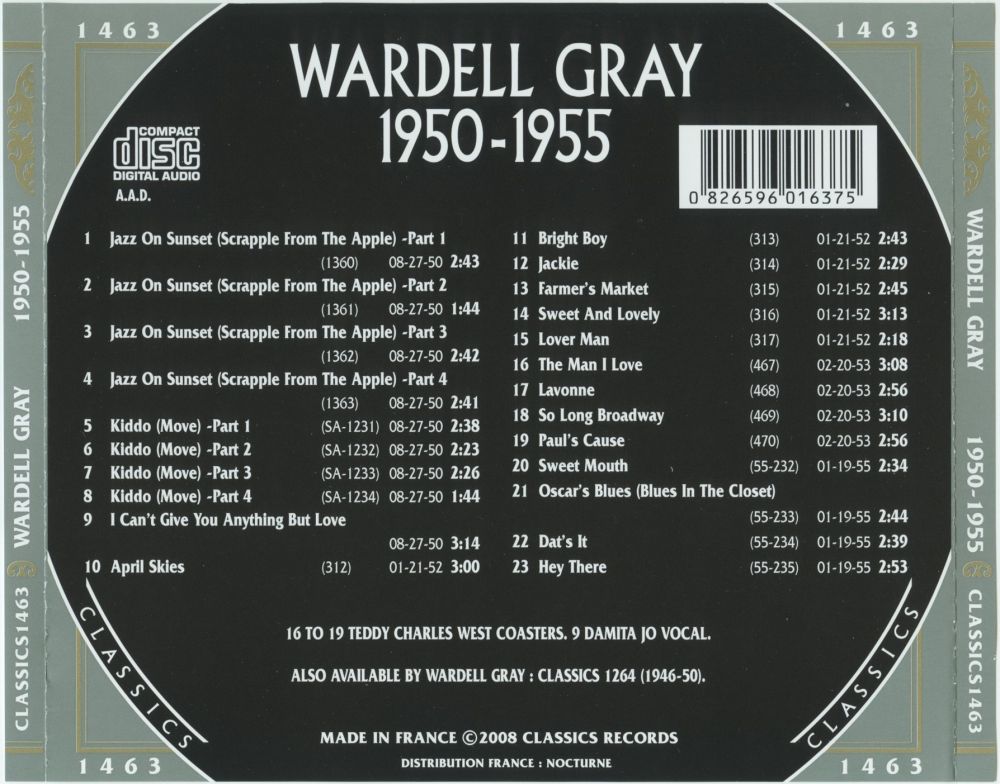 1463
1463
WARDELL GRAY
1950-1955
COMPACT
disc
DIGITAL AUDIO
A.A.D.
0 826596 016375
1 Jazz On Sunset (Scrapple From The Apple) -Part 1
(1360) 08-27-50 2:43
2 Jazz On Sunset (Scrapple From The Apple) -Part 2
(1361) 08-27-50 1:44
3 Jazz On Sunset (Scrapple From The Apple) -Part 3
(1362) 08-27-50 2:42
4 Jazz On Sunset (Scrapple From The Apple) -Part 4
(1363) 08-27-50 2:41
5 Kiddo (Move) -Part 1 (SA-1231) 08-27-50 2:38
6 Kiddo (Move) -Part 2 (SA-1232) 08-27-50 2:23
7 Kiddo (Move) -Part 3 (SA-1233) 08-27-50 2:26
8 Kiddo (Move) -Part 4 (SA-1234) 08-27-50 1:44
9 I Can't Give You Anything But Love
08-27-50 3:14
10 April Skies (312) 01-21-52 3:00
11 Bright Boy (313) 01-21-52 2:43
12 Jackie (314) 01-21-52 2:29
13 Farmer's Market (315) 01-21-52 2:45
14 Sweet And Lovely (316) 01-21-52 3:13
15 Lover Man (317) 01-21-52 2:18
16 The Man I Love (467) 02-20-53 3:08
17 Lavonne (468) 02-20-53 2:56
18 So Long Broadway (469) 02-20-53 3:10
19 Paul's Cause (470) 02-20-53 2:56
20 Sweet Mouth (55-232) 01-19-55 2:34
21 Oscar's Blues (Blues In The Closet)
(55-233) 01-19-55 2:44
22 Dat's It (55-234) 01-19-55 2:39
23 Hey There (55-235) 01-19-55 2:53
16 TO 19 TEDDY CHARLES WEST COASTERS. 9 DAMITA JO VOCAL.
ALSO AVAILABLE BY WARDELL GRAY : CLASSICS 1264 (1946-50).
MADE IN FRANCE ©2008 CLASSICS RECORDS
DISTRIBUTION FRANCE : NOCTURNE
CLASSICS
CLASSICS
1463
1463
CLASSICS1463 WARDELL GRAY 1950-1955
WARDELL GRAY 1950-1955 CLASSICS1463